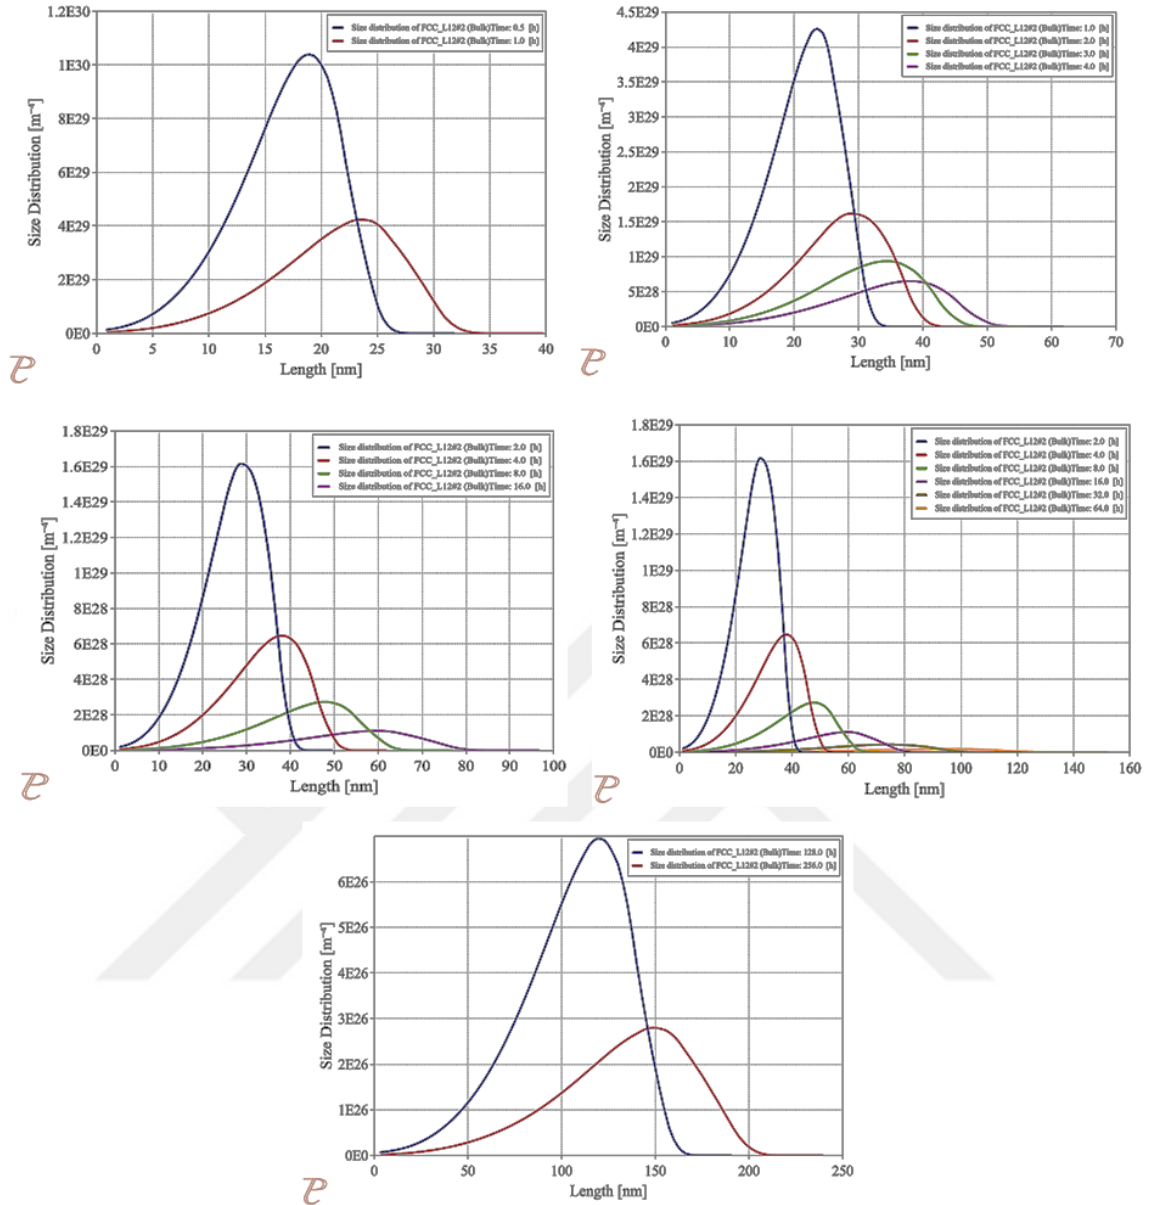 Size distribution of FCC_L12#2 (Bulk)Time: 0.5 [h]
Size distribution of FCC_L12#2 (Bulk)Time: 1.0 [h]
Size Distribution [m⁻⁴]
1.2E30
1E30
8E29
6E29
4E29
2E29
0E0
0 5 10 15 20 25 30 35 40
Length [nm]
Size distribution of FCC_L12#2 (Bulk)Time: 1.0 [h]
Size distribution of FCC_L12#2 (Bulk)Time: 2.0 [h]
Size distribution of FCC_L12#2 (Bulk)Time: 3.0 [h]
Size distribution of FCC_L12#2 (Bulk)Time: 4.0 [h]
Size Distribution [m⁻⁴]
4.5E29
4E29
3.5E29
3E29
2.5E29
2E29
1.5E29
1E29
5E28
0E0
0 10 20 30 40 50 60 70
Length [nm]
Size distribution of FCC_L12#2 (Bulk)Time: 2.0 [h]
Size distribution of FCC_L12#2 (Bulk)Time: 4.0 [h]
Size distribution of FCC_L12#2 (Bulk)Time: 8.0 [h]
Size distribution of FCC_L12#2 (Bulk)Time: 16.0 [h]
Size Distribution [m⁻⁴]
1.8E29
1.6E29
1.4E29
1.2E29
1E29
8E28
6E28
4E28
2E28
0E0
0 10 20 30 40 50 60 70 80 90 100
Length [nm]
Size distribution of FCC_L12#2 (Bulk)Time: 2.0 [h]
Size distribution of FCC_L12#2 (Bulk)Time: 4.0 [h]
Size distribution of FCC_L12#2 (Bulk)Time: 8.0 [h]
Size distribution of FCC_L12#2 (Bulk)Time: 16.0 [h]
Size distribution of FCC_L12#2 (Bulk)Time: 32.0 [h]
Size distribution of FCC_L12#2 (Bulk)Time: 64.0 [h]
Size Distribution [m⁻⁴]
1.8E29
1.6E29
1.4E29
1.2E29
1E29
8E28
6E28
4E28
2E28
0E0
0 20 40 60 80 100 120 140 160
Length [nm]
Size distribution of FCC_L12#2 (Bulk)Time: 128.0 [h]
Size distribution of FCC_L12#2 (Bulk)Time: 256.0 [h]
Size Distribution [m⁻⁴]
6E26
5E26
4E26
3E26
2E26
1E26
0E0
0 50 100 150 200 250
Length [nm]